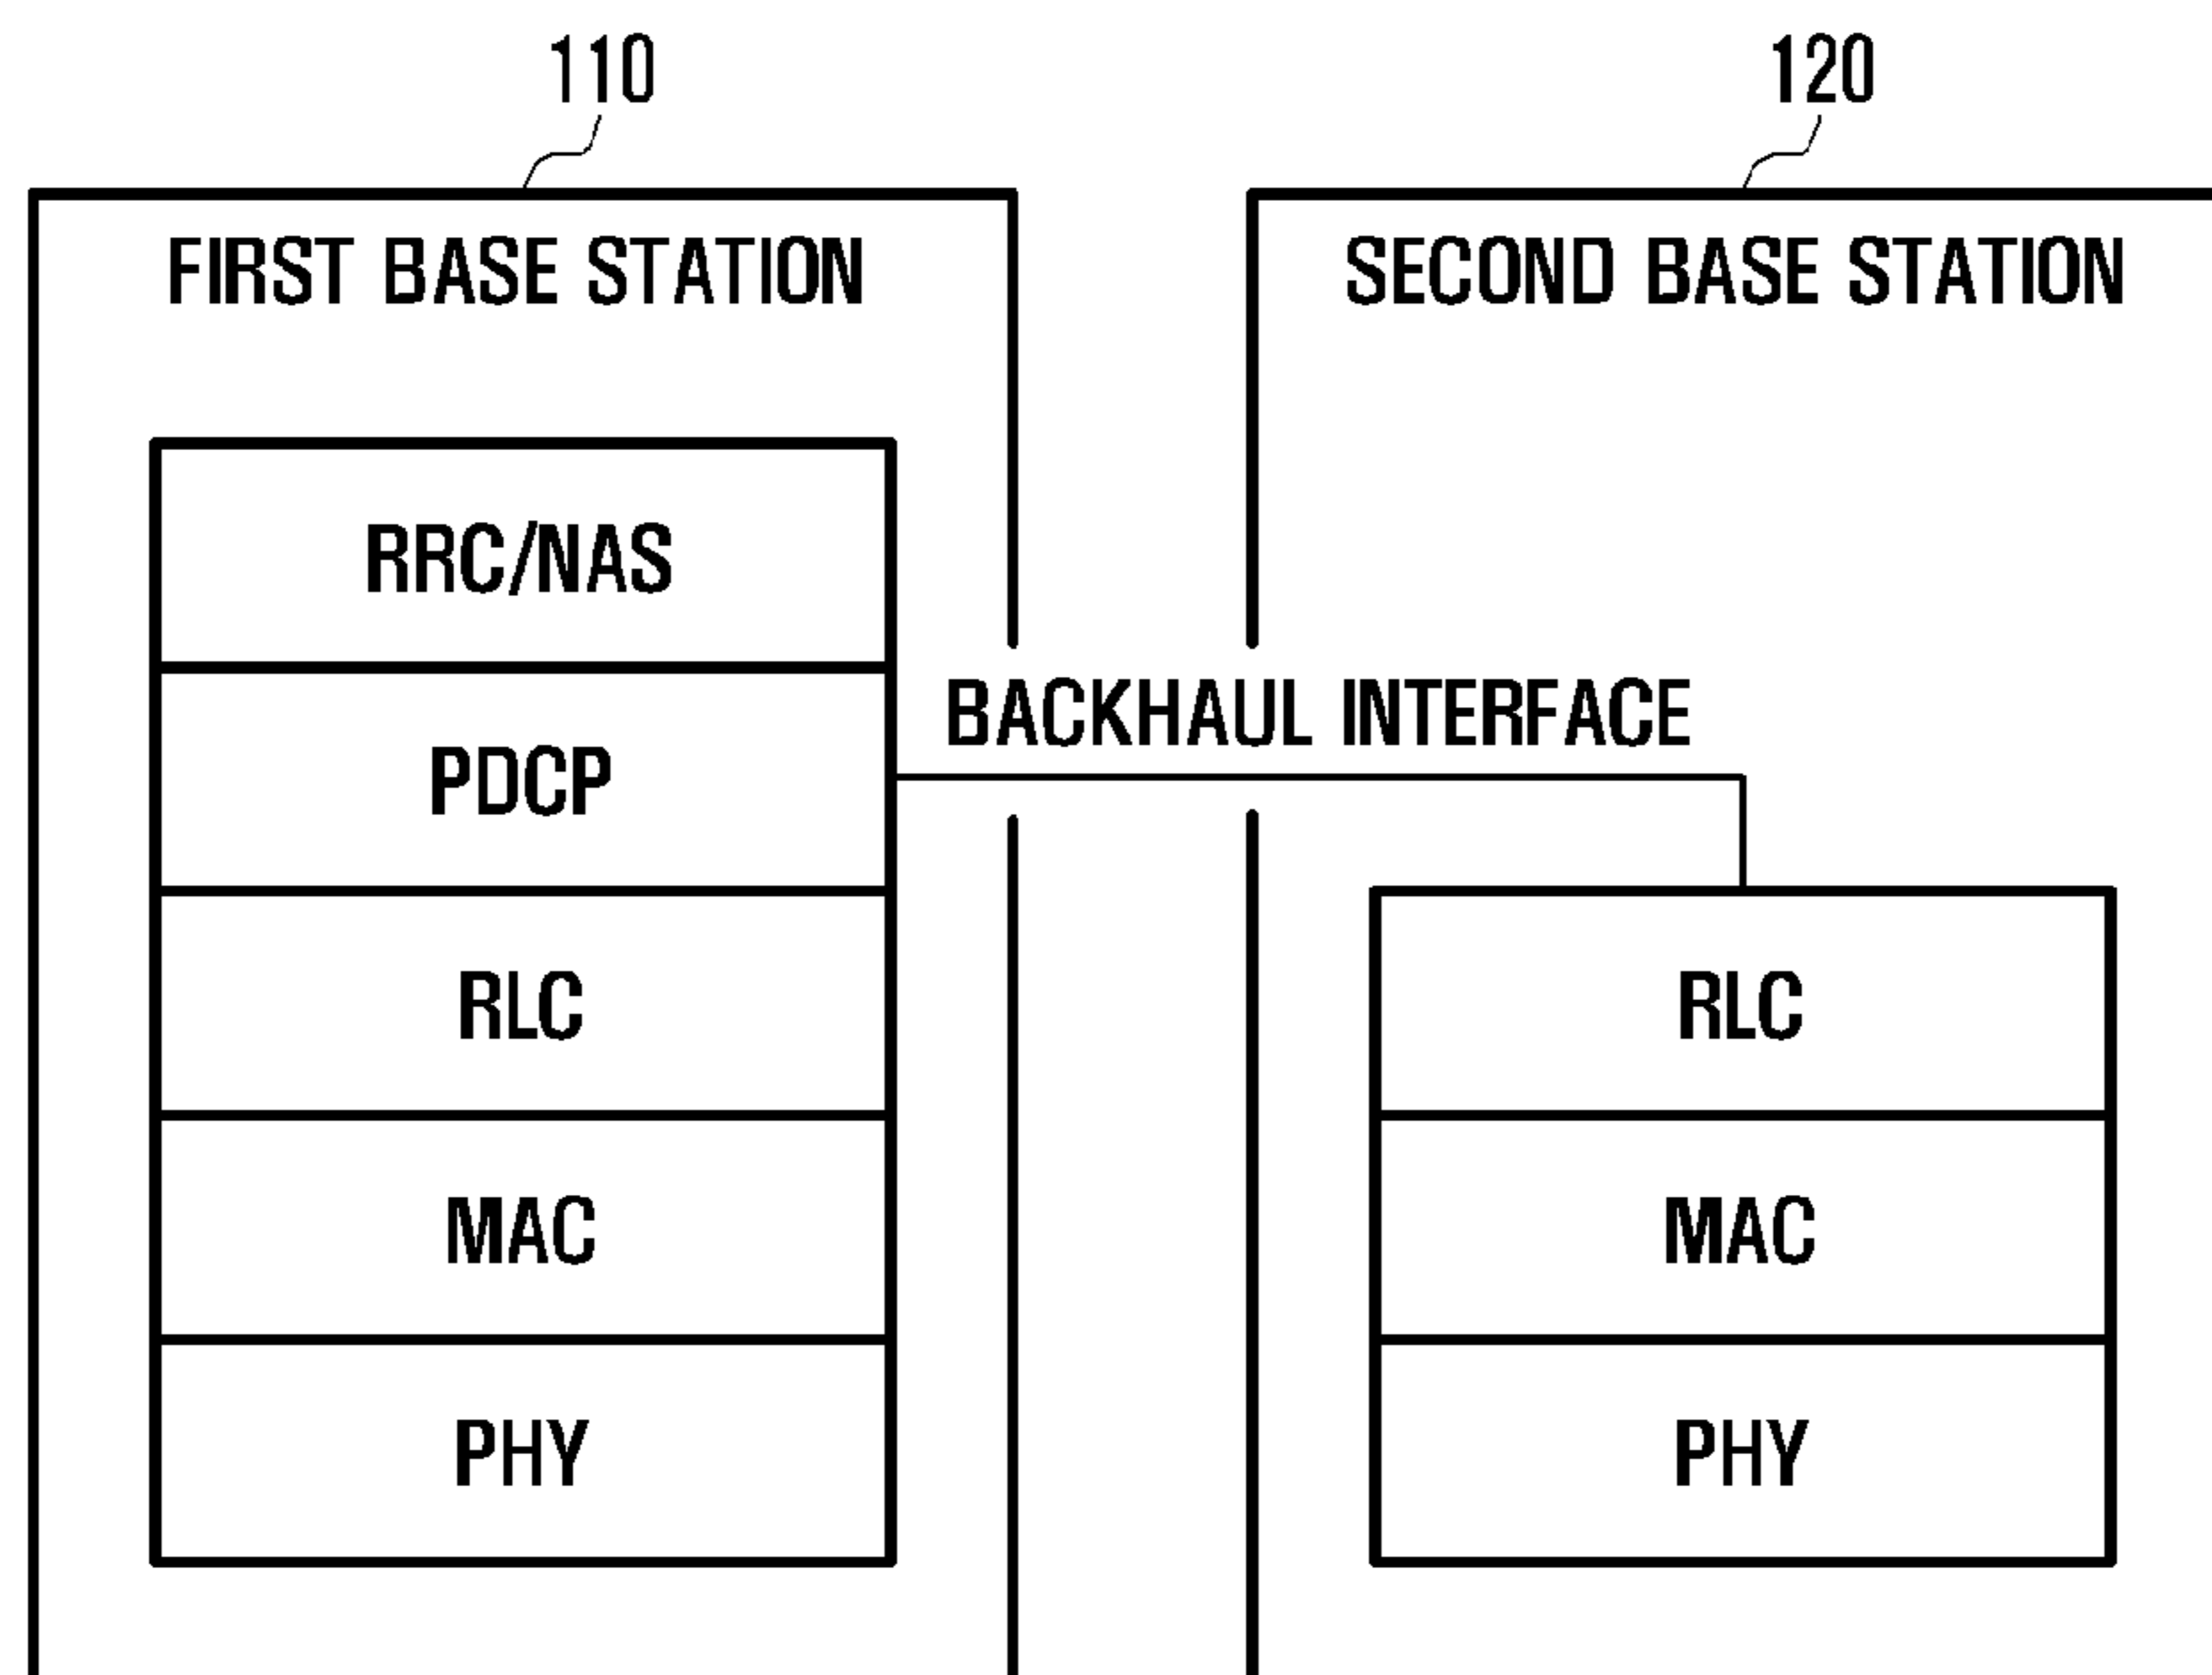 110
120
FIRST BASE STATION
SECOND BASE STATION
RRC/NAS
BACKHAUL INTERFACE
PDCP
RLC
RLC
MAC
MAC
PHY
PHY